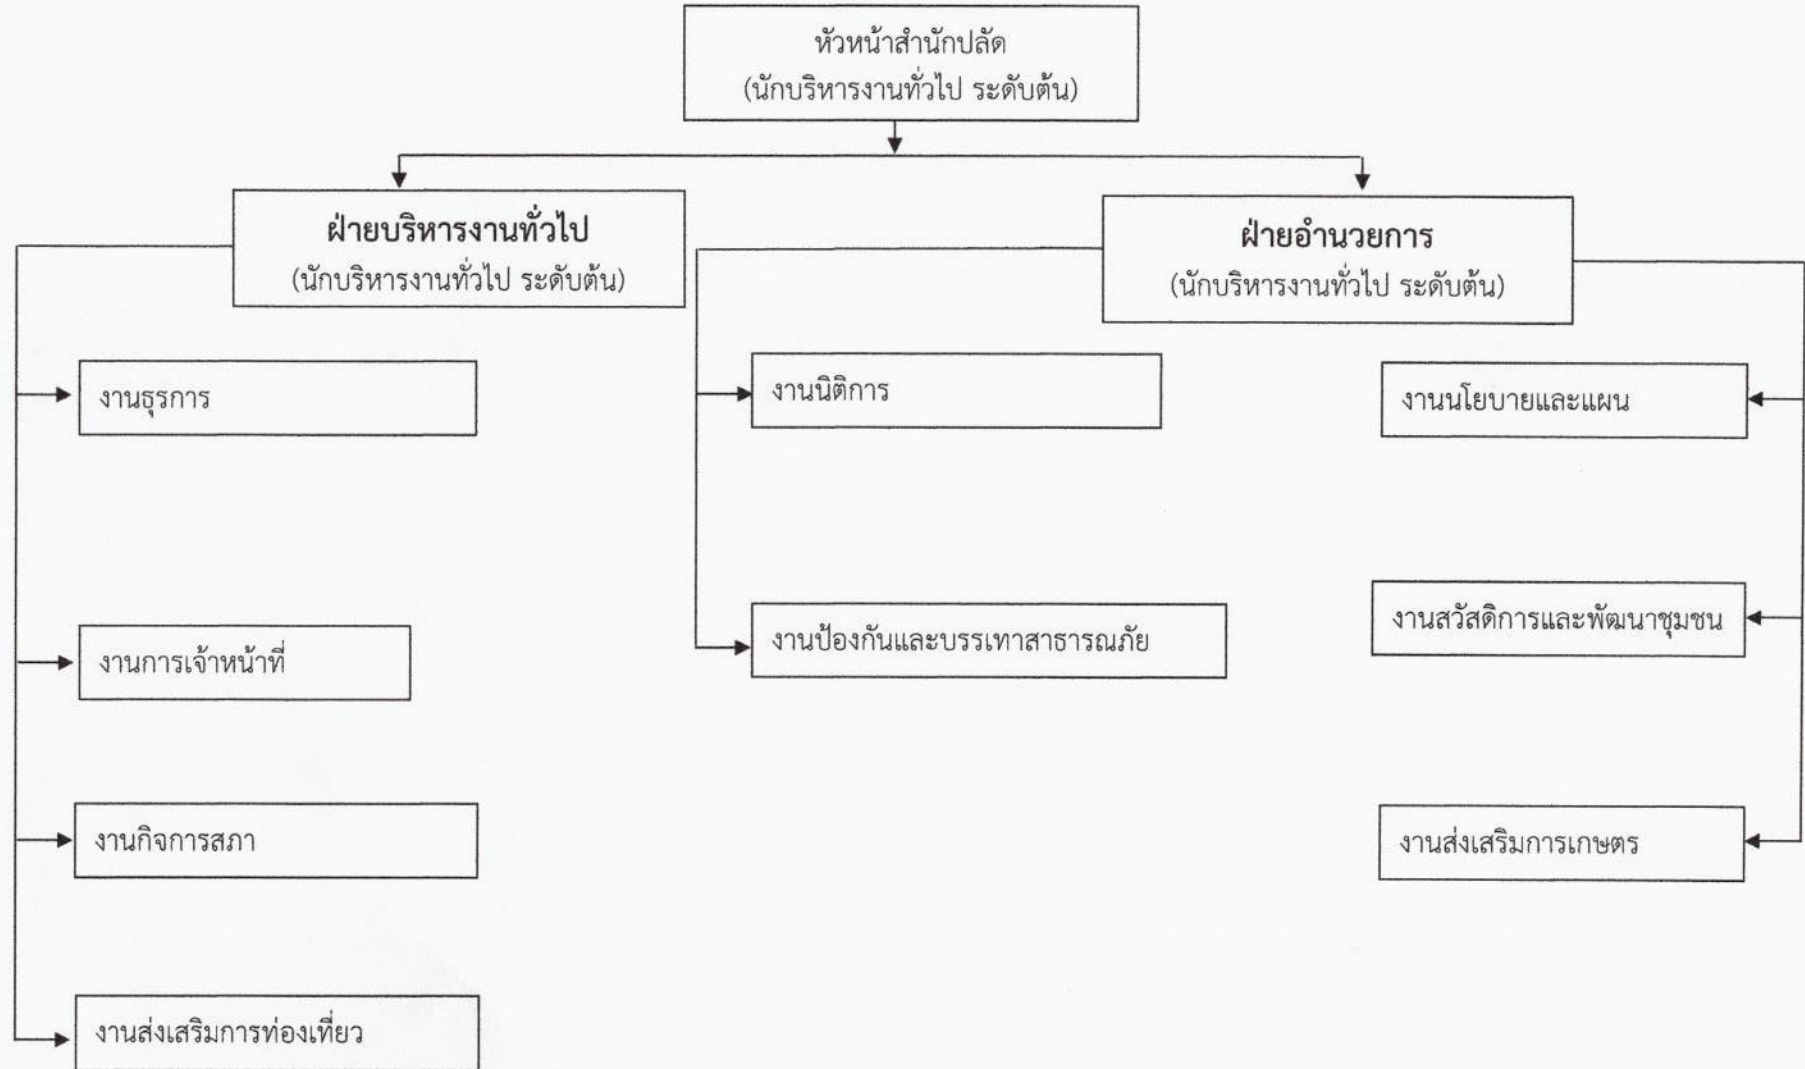 หัวหน้าสำนักปลัด
(นักบริหารงานทั่วไป ระดับต้น)
ฝ่ายบริหารงานทั่วไป
(นักบริหารงานทั่วไป ระดับต้น)
งานธุรการ
งานการเจ้าหน้าที่
งานกิจการสภา
งานส่งเสริมการท่องเที่ยว
ฝ่ายอำนวยการ
(นักบริหารงานทั่วไป ระดับต้น)
งานนิติการ
งานป้องกันและบรรเทาสาธารณภัย
งานนโยบายและแผน
งานสวัสดิการและพัฒนาชุมชน
งานส่งเสริมการเกษตร